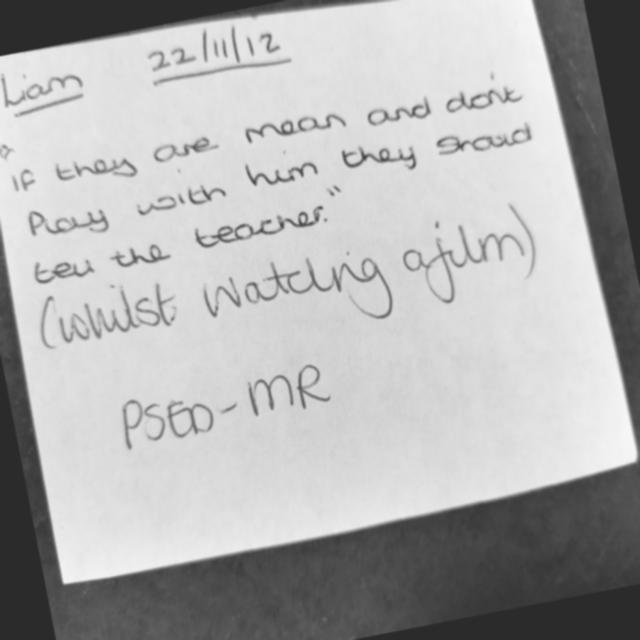 Liam 22/11/12
"If they are mean and don't
Play with him they should
tell the teacher."
(whilst watching a film)
PSED-MR